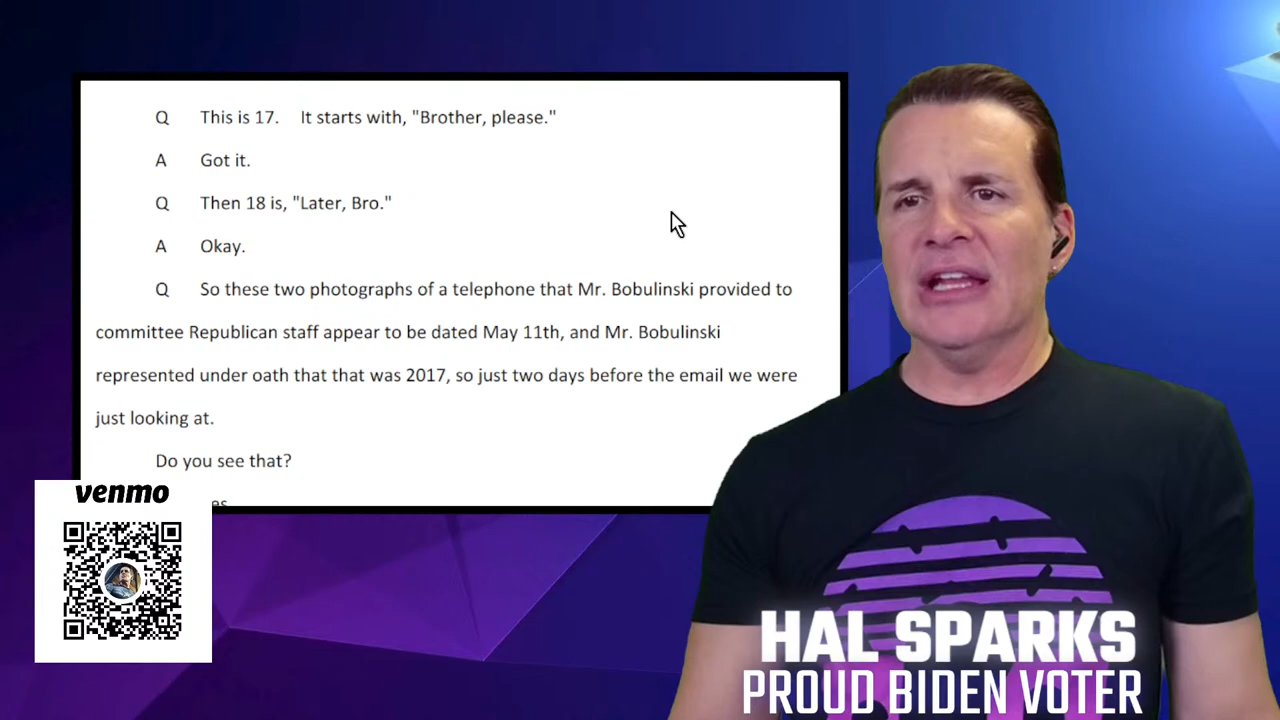 Q This is 17. It starts with, "Brother, please."
A Got it.
Q Then 18 is, "Later, Bro."
A Okay.
Q So these two photographs of a telephone that Mr. Bobulinski provided to
committee Republican staff appear to be dated May 11th, and Mr. Bobulinski
represented under oath that that was 2017, so just two days before the email we were
just looking at.
Do you see that?
venmo
HAL SPARKS
PROUD BIDEN VOTER